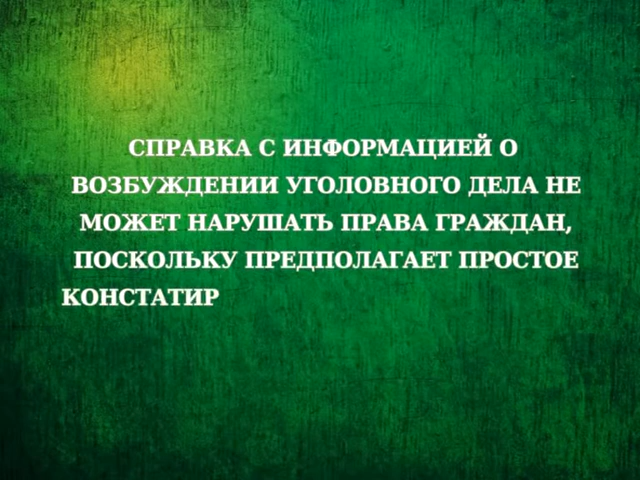 СПРАВКА С ИНФОРМАЦИЕЙ О
ВОЗБУЖДЕНИИ УГОЛОВНОГО ДЕЛА НЕ
МОЖЕТ НАРУШАТЬ ПРАВА ГРАЖДАН,
ПОСКОЛЬКУ ПРЕДПОЛАГАЕТ ПРОСТОЕ
КОНСТАТИР